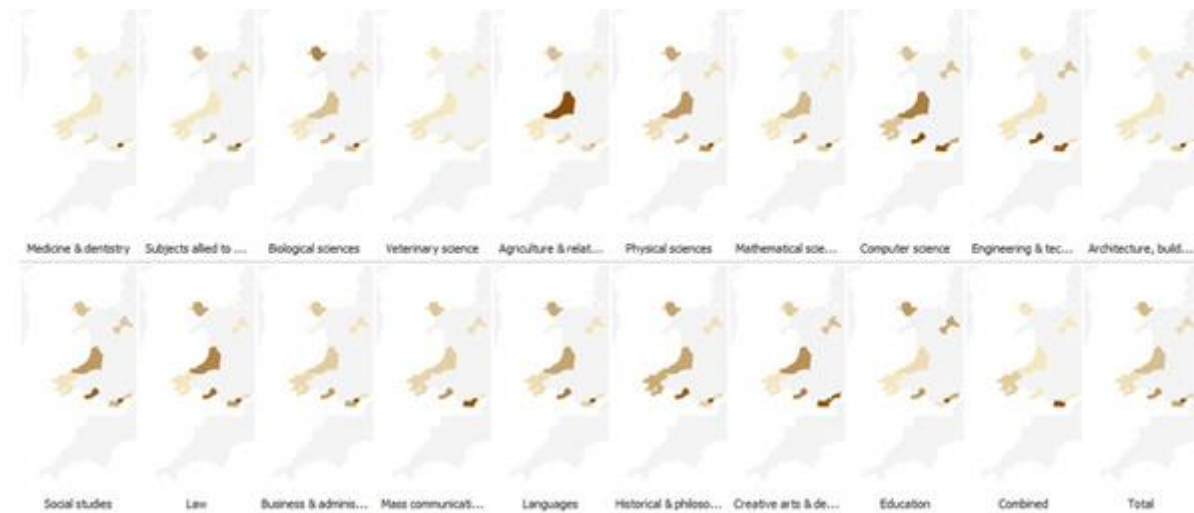 Medicine & dentistry
Subjects allied to ...
Biological sciences
Veterinary science
Agriculture & relat...
Physical sciences
Mathematical scie...
Computer science
Engineering & tec...
Architecture, build...
Social studies
Law
Business & adminis...
Mass communicati...
Languages
Historical & philoso...
Creative arts & de...
Education
Combined
Total